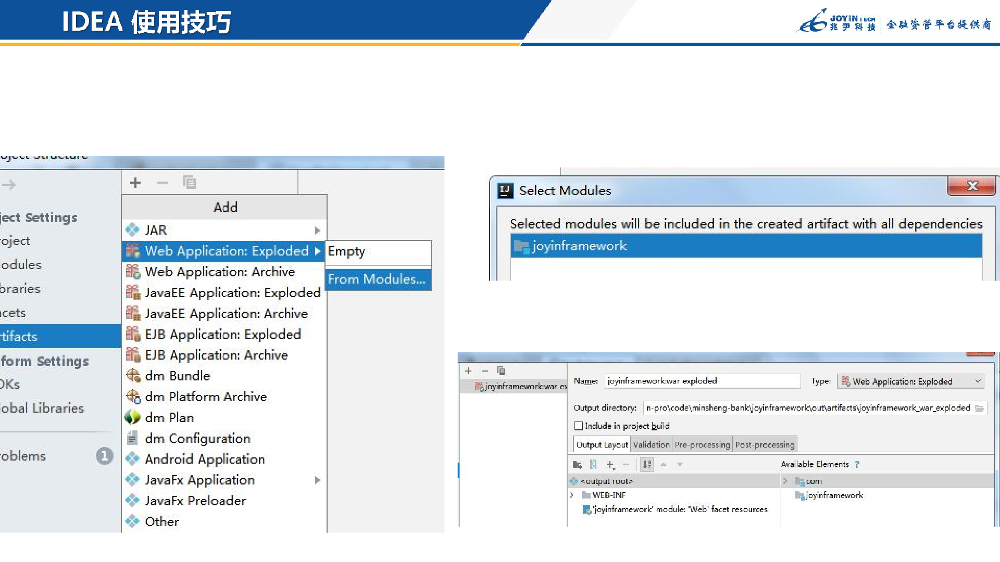 IDEA 使用技巧
JOYIN TECH
兆尹科技
金融资管平台提供商
oject Structure
ject Settings
roject
odules
braries
cets
tifacts
form Settings
DKs
obal Libraries
roblems
1
Add
JAR
Web Application: Exploded
Web Application: Archive
JavaEE Application: Exploded
JavaEE Application: Archive
EJB Application: Exploded
EJB Application: Archive
dm Bundle
dm Platform Archive
dm Plan
dm Configuration
Android Application
JavaFx Application
JavaFx Preloader
Other
Empty
From Modules...
IJ Select Modules
Selected modules will be included in the created artifact with all dependencies
joyinframework
joyinframework:war ex
Name: joyinframework:war exploded Type: Web Application: Exploded
Output directory: n-pro\code\minsheng-bank\joyinframework\out\artifacts\joyinframework_war_exploded
Include in project build
Output Layout Validation Pre-processing Post-processing
Available Elements ?
<output root>
WEB-INF
'joyinframework' module: 'Web' facet resources
com
joyinframework